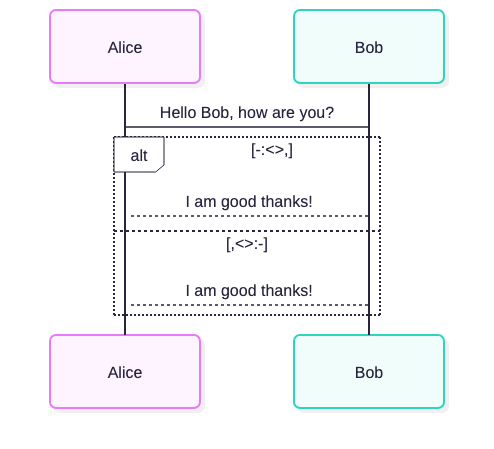 Alice
Bob
Hello Bob, how are you?
alt
[-:<>,]
I am good thanks!
[,<>:-]
I am good thanks!
Alice
Bob